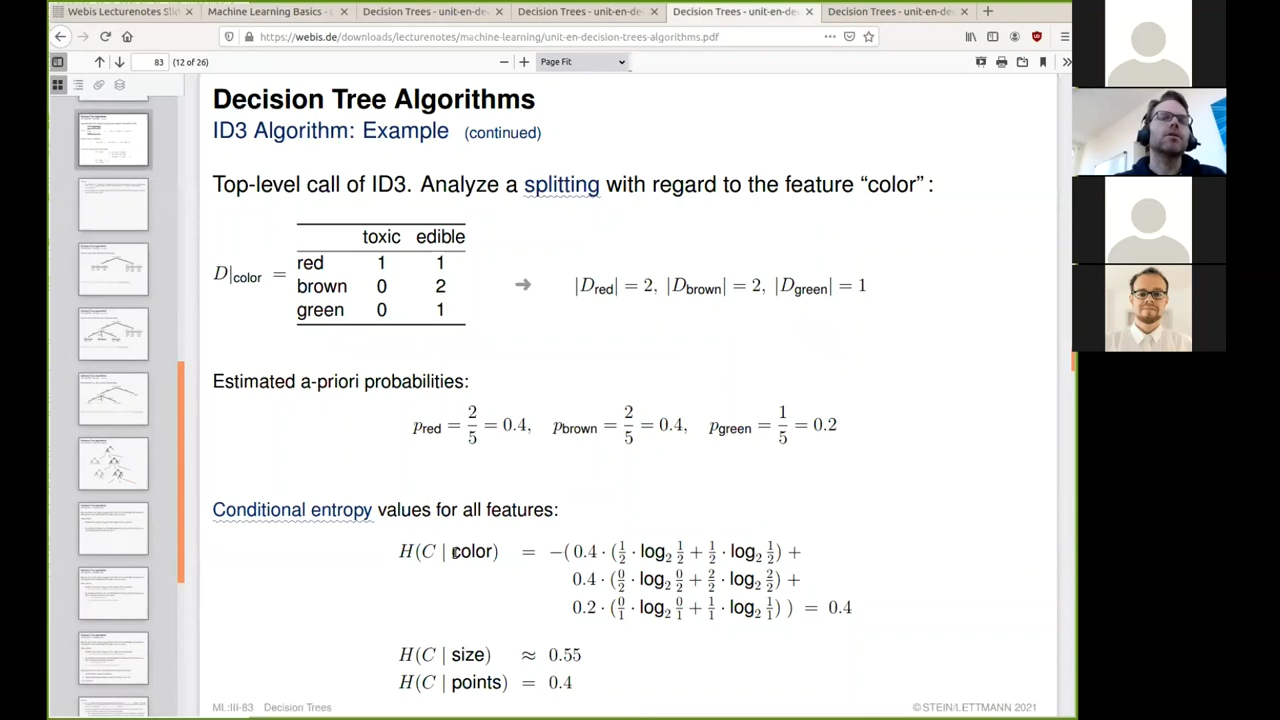 Webis Lecturenotes Slid
Machine Learning Basics -
Decision Trees - unit-en-de
Decision Trees - unit-en-de
Decision Trees - unit-en-de
Decision Trees - unit-en-de
https://webis.de/downloads/lecturenotes/machine-learning/unit-en-decision-trees-algorithms.pdf
83 (12 of 26)
Page Fit
Decision Tree Algorithms
ID3 Algorithm: Example (continued)
Top-level call of ID3. Analyze a splitting with regard to the feature “color” :
toxic edible
red 1 1
D|color = brown 0 2 ➜ |Dred| = 2, |Dbrown| = 2, |Dgreen| = 1
green 0 1
Estimated a-priori probabilities:
pred = 2/5 = 0.4, pbrown = 2/5 = 0.4, pgreen = 1/5 = 0.2
Conditional entropy values for all features:
H(C | color) = −( 0.4 · (1/2 · log2 1/2 + 1/2 · log2 1/2) +
0.4 · (0/2 · log2 0/2 + 2/2 · log2 2/2) +
0.2 · (0/1 · log2 0/1 + 1/1 · log2 1/1) ) = 0.4
H(C | size) ≈ 0.55
H(C | points) = 0.4
ML:III-83 Decision Trees
© STEIN/LETTMANN 2021